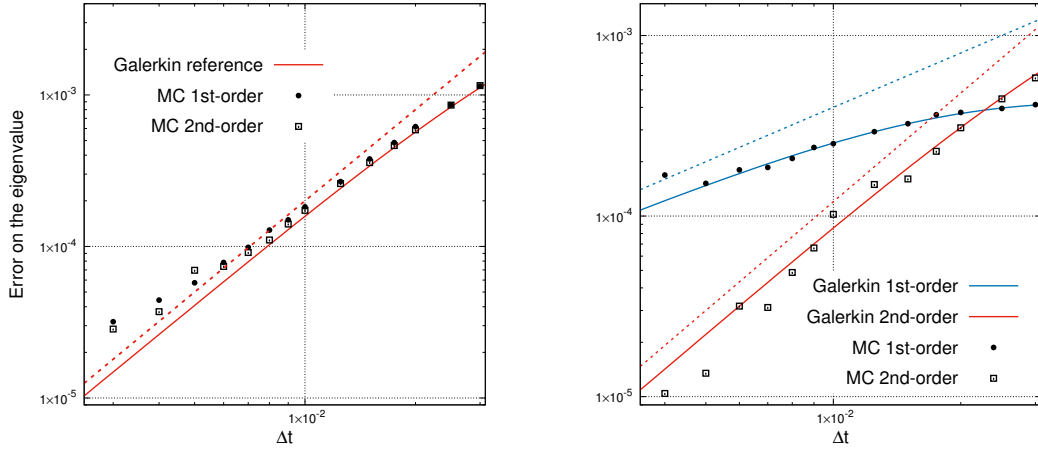 Error on the eigenvalue
1×10⁻³
1×10⁻⁴
1×10⁻⁵
Galerkin reference
MC 1st-order
MC 2nd-order
1×10⁻²
Δt
1×10⁻³
1×10⁻⁴
1×10⁻⁵
Galerkin 1st-order
Galerkin 2nd-order
MC 1st-order
MC 2nd-order
1×10⁻²
Δt